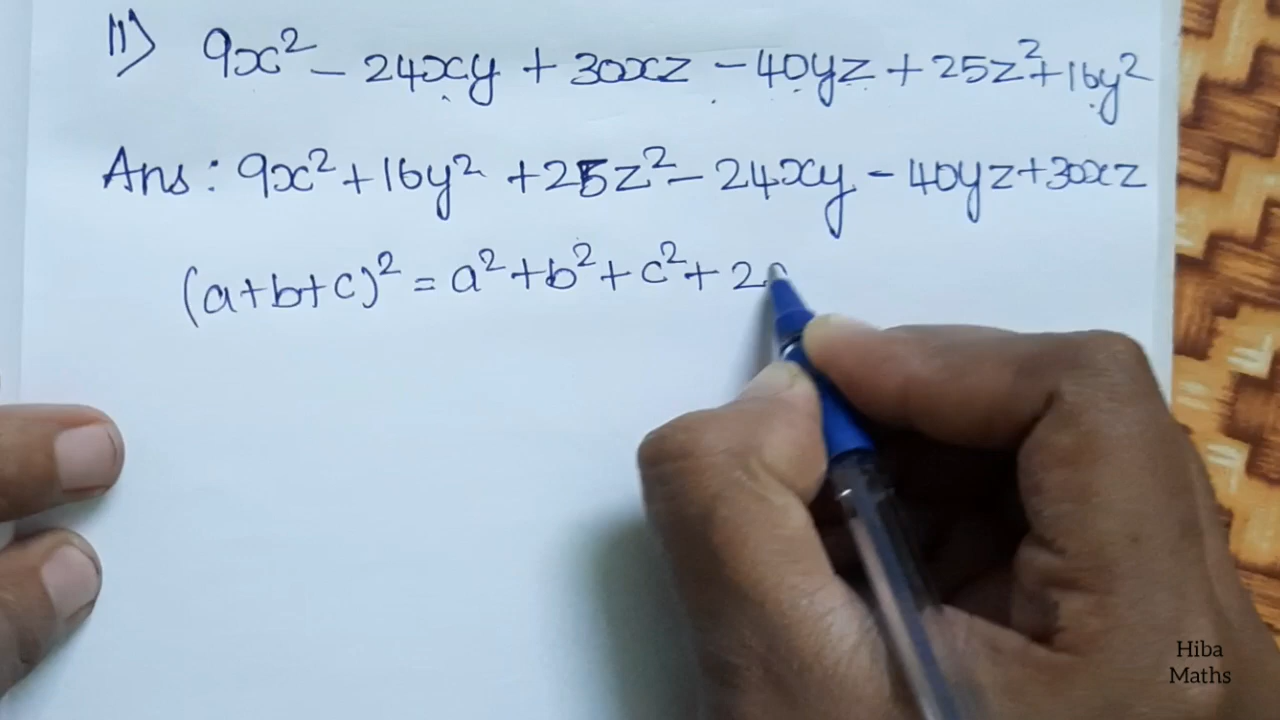 11) 9x² - 24xy + 30xz - 40yz + 25z² + 16y²
Ans: 9x² + 16y² + 25z² - 24xy - 40yz + 30xz
(a+b+c)² = a² + b² + c² + 2
Hiba
Maths